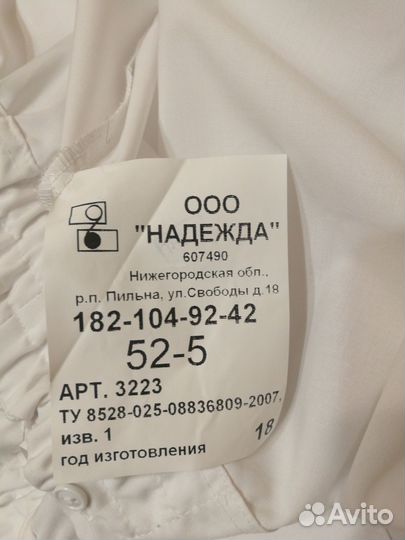 ООО
"НАДЕЖДА"
607490
Нижегородская обл.,
р.п. Пильна, ул.Свободы д.18
182-104-92-42
52-5
АРТ. 3223
ТУ 8528-025-08836809-2007,
изв. 1
год изготовления 18
Avito